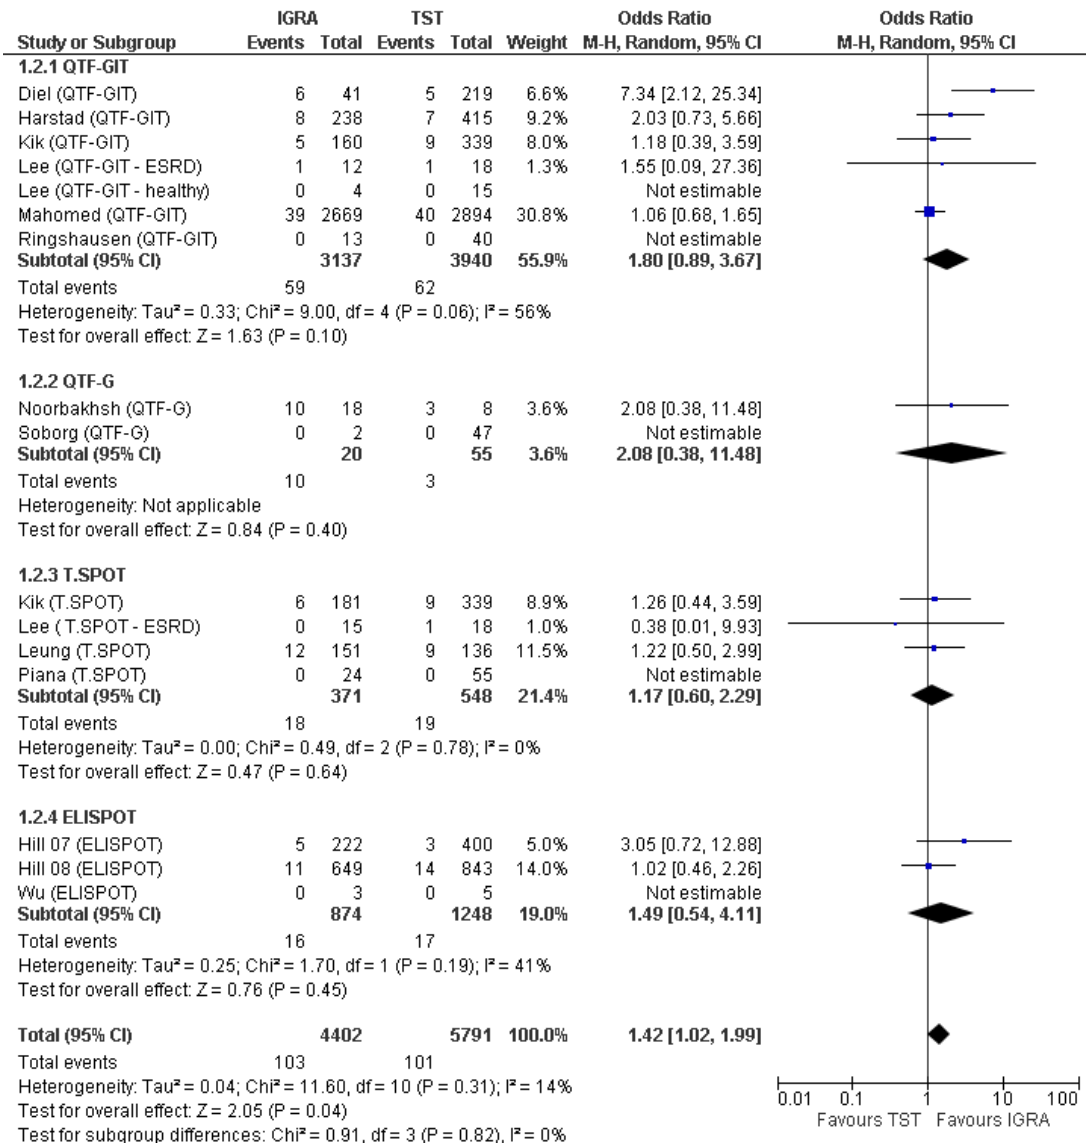 IGRA TST Odds Ratio Odds Ratio
Study or Subgroup Events Total Events Total Weight M-H, Random, 95% CI M-H, Random, 95% CI
1.2.1 QTF-GIT
Diel (QTF-GIT) 6 41 5 219 6.6% 7.34 [2.12, 25.34]
Harstad (QTF-GIT) 8 238 7 415 9.2% 2.03 [0.73, 5.66]
Kik (QTF-GIT) 5 160 9 339 8.0% 1.18 [0.39, 3.59]
Lee (QTF-GIT - ESRD) 1 12 1 18 1.3% 1.55 [0.09, 27.36]
Lee (QTF-GIT - healthy) 0 4 0 15 Not estimable
Mahomed (QTF-GIT) 39 2669 40 2894 30.8% 1.06 [0.68, 1.65]
Ringshausen (QTF-GIT) 0 13 0 40 Not estimable
Subtotal (95% CI) 3137 3940 55.9% 1.80 [0.89, 3.67]
Total events 59 62
Heterogeneity: Tau² = 0.33; Chi² = 9.00, df = 4 (P = 0.06); I² = 56%
Test for overall effect: Z = 1.63 (P = 0.10)
1.2.2 QTF-G
Noorbakhsh (QTF-G) 10 18 3 8 3.6% 2.08 [0.38, 11.48]
Soborg (QTF-G) 0 2 0 47 Not estimable
Subtotal (95% CI) 20 55 3.6% 2.08 [0.38, 11.48]
Total events 10 3
Heterogeneity: Not applicable
Test for overall effect: Z = 0.84 (P = 0.40)
1.2.3 T.SPOT
Kik (T.SPOT) 6 181 9 339 8.9% 1.26 [0.44, 3.59]
Lee ( T.SPOT - ESRD) 0 15 1 18 1.0% 0.38 [0.01, 9.93]
Leung (T.SPOT) 12 151 9 136 11.5% 1.22 [0.50, 2.99]
Piana (T.SPOT) 0 24 0 55 Not estimable
Subtotal (95% CI) 371 548 21.4% 1.17 [0.60, 2.29]
Total events 18 19
Heterogeneity: Tau² = 0.00; Chi² = 0.49, df = 2 (P = 0.78); I² = 0%
Test for overall effect: Z = 0.47 (P = 0.64)
1.2.4 ELISPOT
Hill 07 (ELISPOT) 5 222 3 400 5.0% 3.05 [0.72, 12.88]
Hill 08 (ELISPOT) 11 649 14 843 14.0% 1.02 [0.46, 2.26]
Wu (ELISPOT) 0 3 0 5 Not estimable
Subtotal (95% CI) 874 1248 19.0% 1.49 [0.54, 4.11]
Total events 16 17
Heterogeneity: Tau² = 0.25; Chi² = 1.70, df = 1 (P = 0.19); I² = 41%
Test for overall effect: Z = 0.76 (P = 0.45)
Total (95% CI) 4402 5791 100.0% 1.42 [1.02, 1.99]
Total events 103 101
Heterogeneity: Tau² = 0.04; Chi² = 11.60, df = 10 (P = 0.31); I² = 14%
Test for overall effect: Z = 2.05 (P = 0.04)
Test for subgroup differences: Chi² = 0.91, df = 3 (P = 0.82), I² = 0%
0.01 0.1 1 10 100
Favours TST Favours IGRA